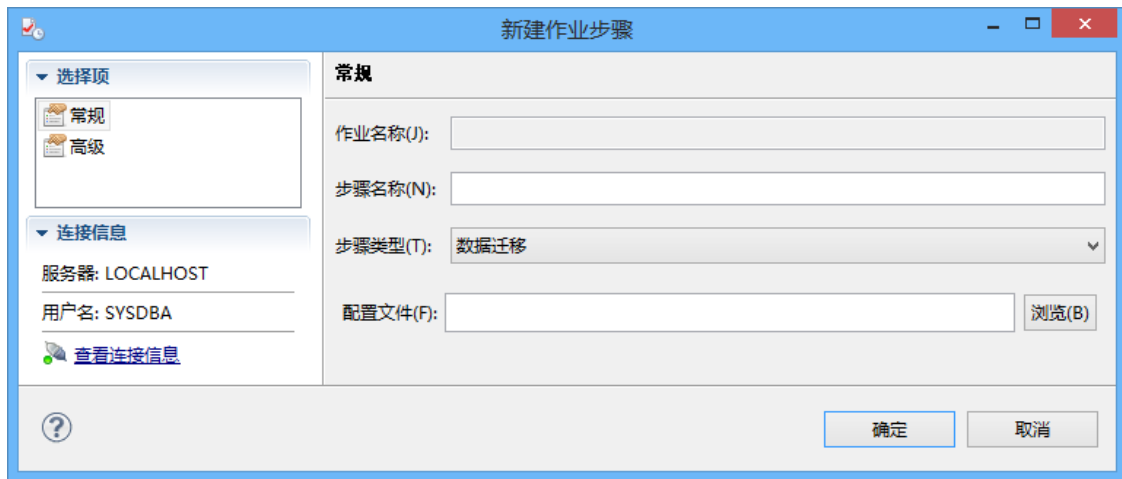 新建作业步骤
选择项
常规
高级
连接信息
服务器: LOCALHOST
用户名: SYSDBA
查看连接信息
常规
作业名称(J):
步骤名称(N):
步骤类型(T): 数据迁移
配置文件(F): 浏览(B)
确定 取消